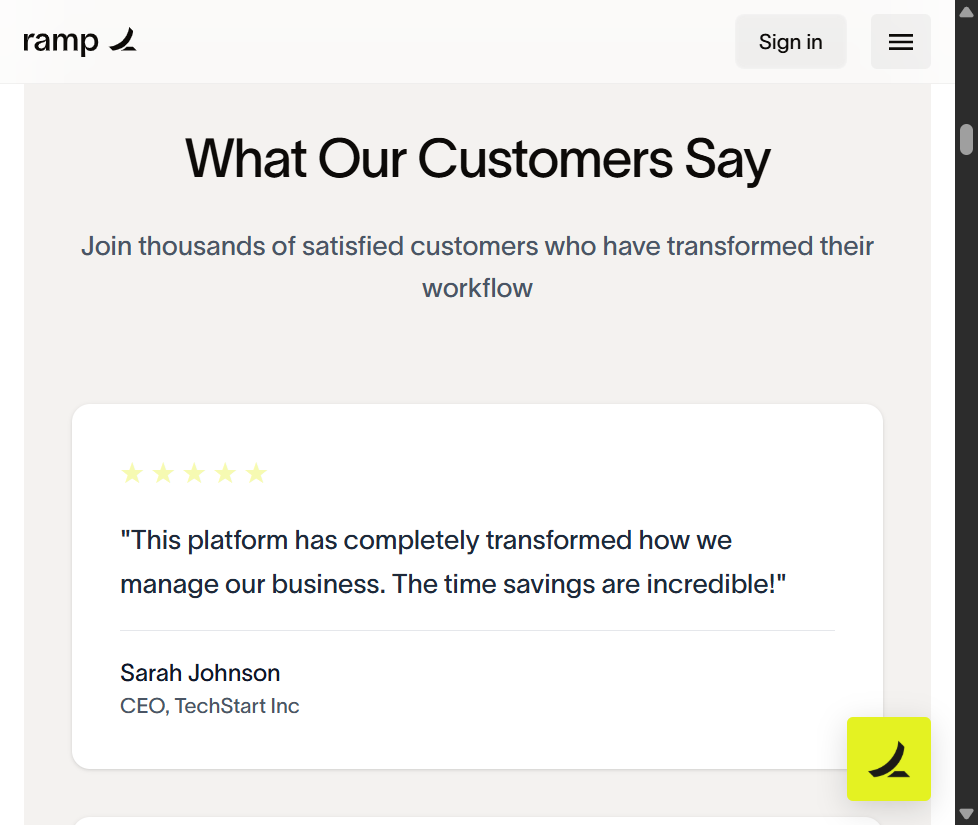 ramp
Sign in
What Our Customers Say
Join thousands of satisfied customers who have transformed their
workflow
"This platform has completely transformed how we
manage our business. The time savings are incredible!"
Sarah Johnson
CEO, TechStart Inc